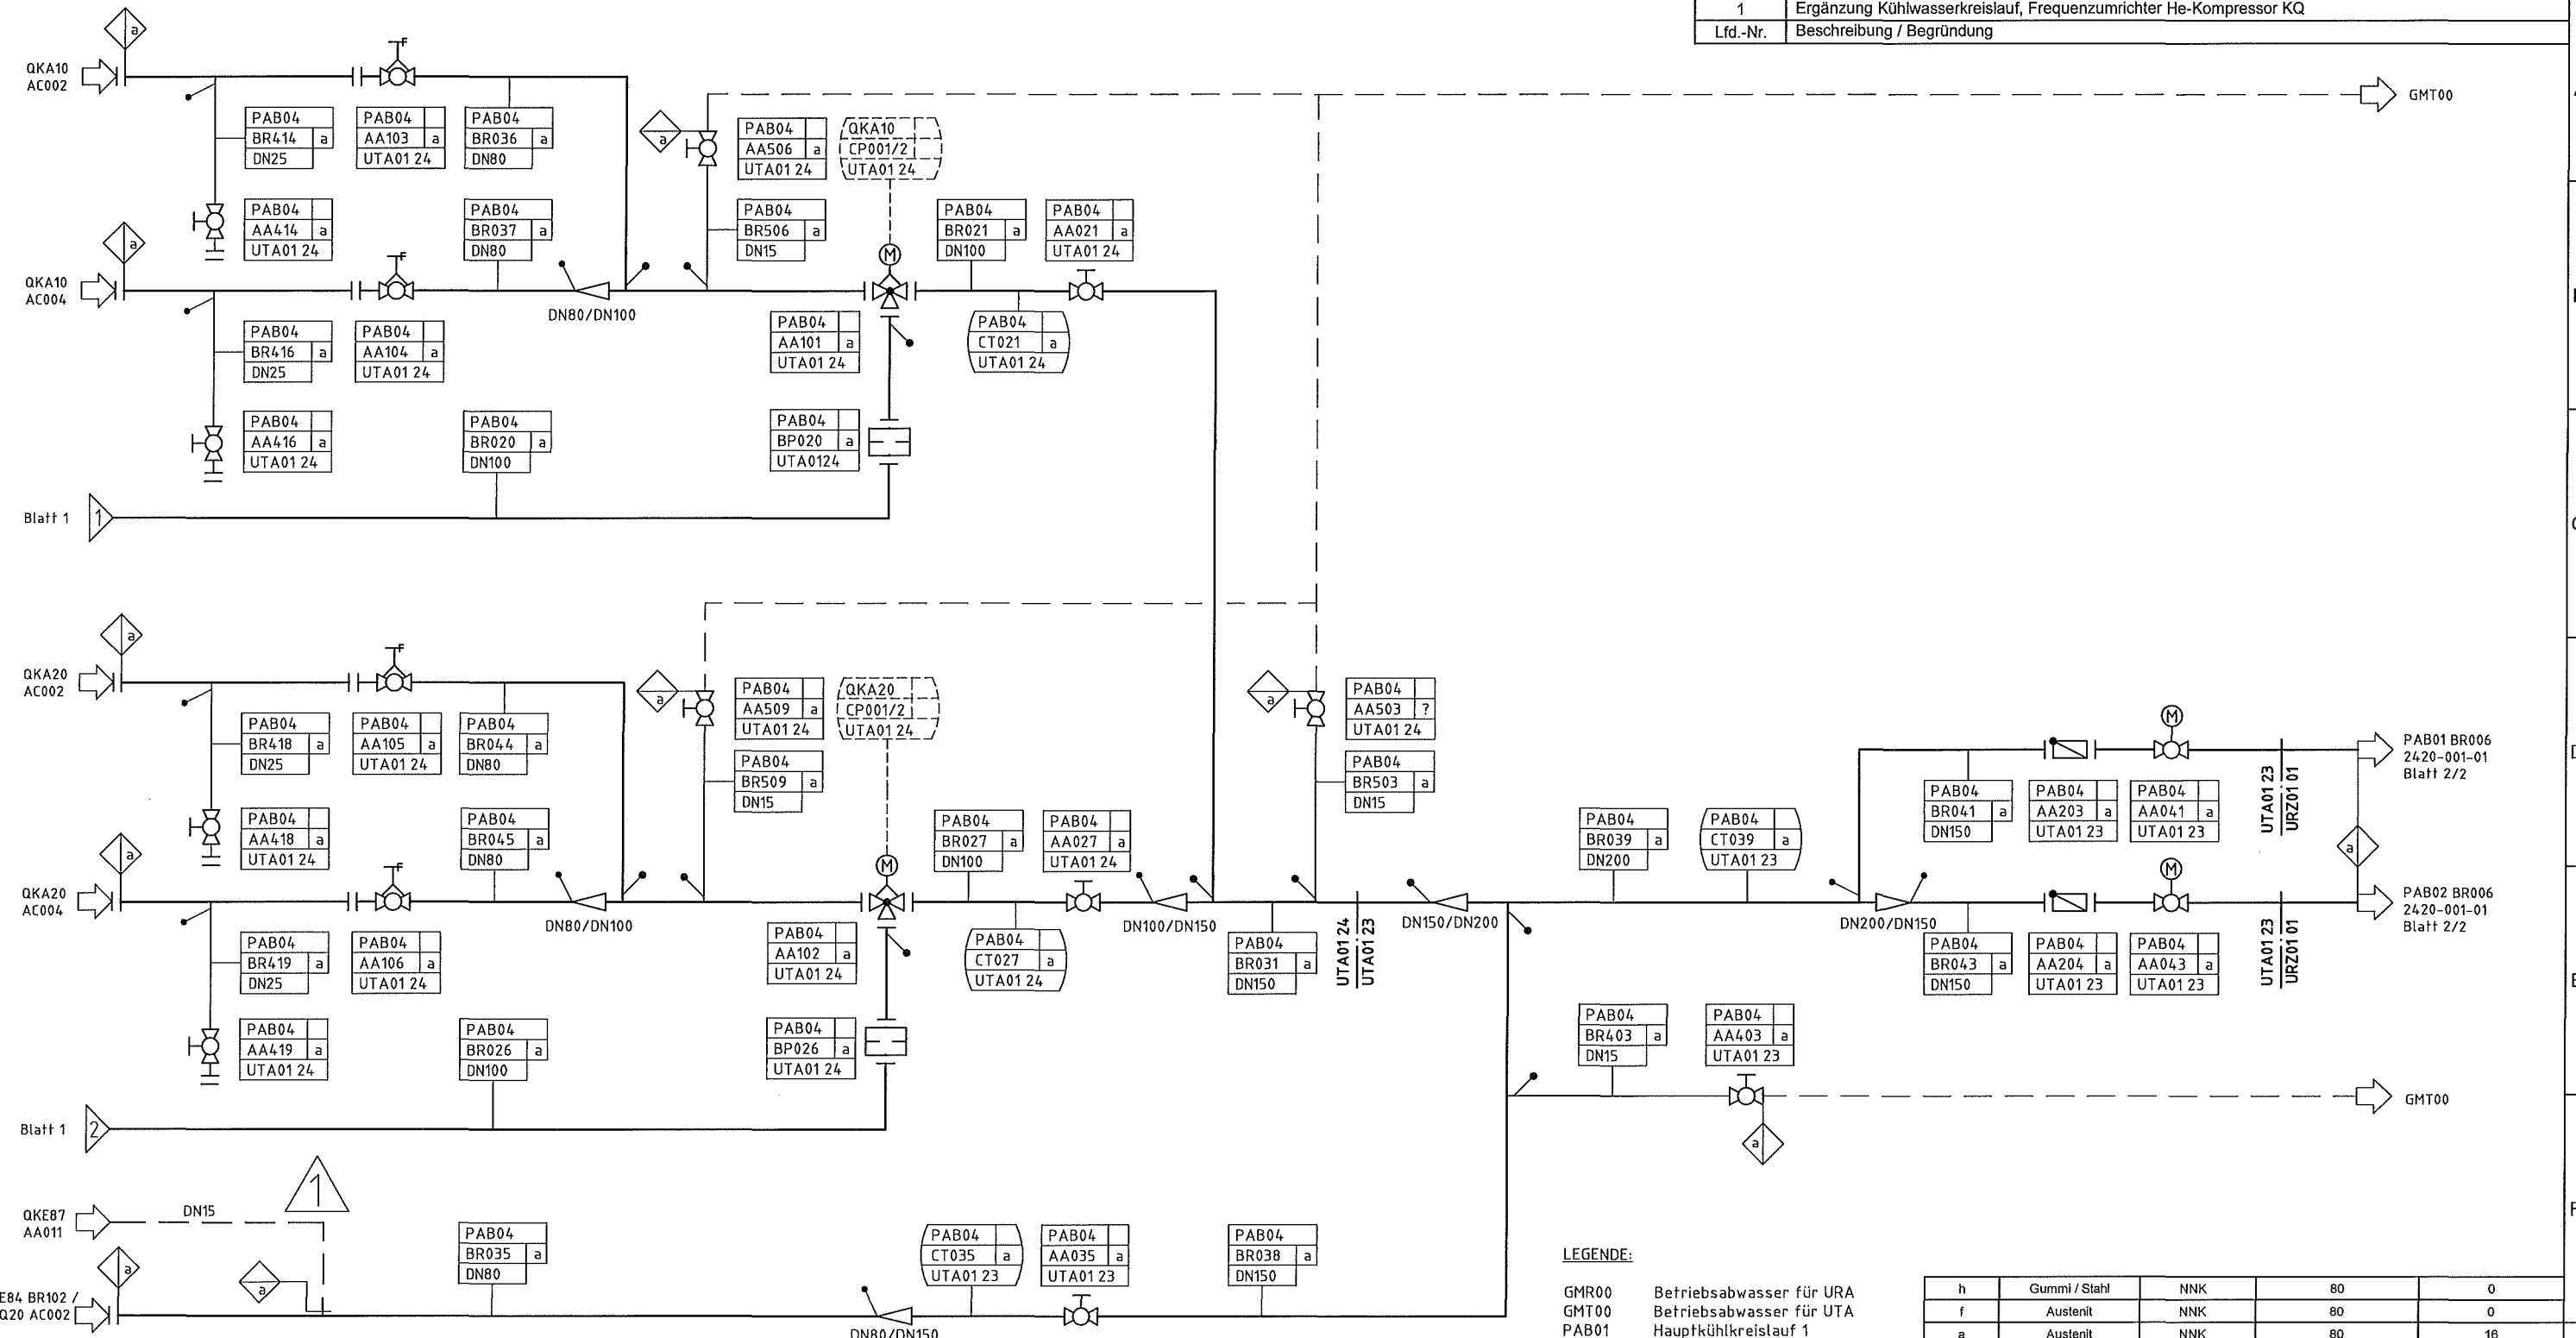 1 Ergänzung Kühlwasserkreislauf, Frequenzumrichter He-Kompressor KQ
Lfd.-Nr. Beschreibung / Begründung
a
f
QKA10
AC002
PAB04
BR414 a
DN25
PAB04
AA103 a
UTA01 24
PAB04
BR036 a
DN80
a
PAB04
AA506 a
UTA01 24
QKA10
CP001/2
UTA01 24
GMT00
a
PAB04
AA414 a
UTA01 24
f
PAB04
BR037 a
DN80
PAB04
BR506 a
DN15
M
PAB04
BR021 a
DN100
PAB04
AA021 a
UTA01 24
QKA10
AC004
DN80/DN100
PAB04
BR416 a
DN25
PAB04
AA104 a
UTA01 24
PAB04
AA101 a
UTA01 24
PAB04
CT021 a
UTA01 24
PAB04
AA416 a
UTA01 24
PAB04
BR020 a
DN100
PAB04
BP020 a
UTA0124
Blatt 1 1
a
f
QKA20
AC002
PAB04
BR418 a
DN25
PAB04
AA105 a
UTA01 24
PAB04
BR044 a
DN80
a
PAB04
AA509 a
UTA01 24
QKA20
CP001/2
UTA01 24
a
PAB04
AA503 ?
UTA01 24
PAB04
BR509 a
DN15
PAB04
BR503 a
DN15
M
PAB01 BR006
2420-001-01
Blatt 2/2
PAB04
BR041 a
DN150
PAB04
AA203 a
UTA01 23
PAB04
AA041 a
UTA01 23
UTA01 23
URZ01 01
a
PAB04
AA418 a
UTA01 24
f
PAB04
BR045 a
DN80
M
PAB04
BR027 a
DN100
PAB04
AA027 a
UTA01 24
PAB04
BR039 a
DN200
PAB04
CT039 a
UTA01 23
a
M
QKA20
AC004
DN80/DN100
DN100/DN150
DN150/DN200
DN200/DN150
PAB02 BR006
2420-001-01
Blatt 2/2
PAB04
BR419 a
DN25
PAB04
AA106 a
UTA01 24
PAB04
AA102 a
UTA01 24
PAB04
CT027 a
UTA01 24
PAB04
BR031 a
DN150
UTA01 24
UTA01 23
PAB04
BR043 a
DN150
PAB04
AA204 a
UTA01 23
PAB04
AA043 a
UTA01 23
UTA01 23
URZ01 01
PAB04
AA419 a
UTA01 24
PAB04
BR026 a
DN100
PAB04
BP026 a
UTA01 24
PAB04
BR403 a
DN15
PAB04
AA403 a
UTA01 23
GMT00
a
Blatt 1 2
1
QKE87
AA011
DN15
a
a
PAB04
BR035 a
DN80
PAB04
CT035 a
UTA01 23
PAB04
AA035 a
UTA01 23
PAB04
BR038 a
DN150
E84 BR102 /
Q20 AC002
DN80/DN150
LEGENDE:
GMR00 Betriebsabwasser für URA
GMT00 Betriebsabwasser für UTA
PAB01 Hauptkühlkreislauf 1
h Gummi / Stahl NNK 80 0
f Austenit NNK 80 0
a Austenit NNK 80 16